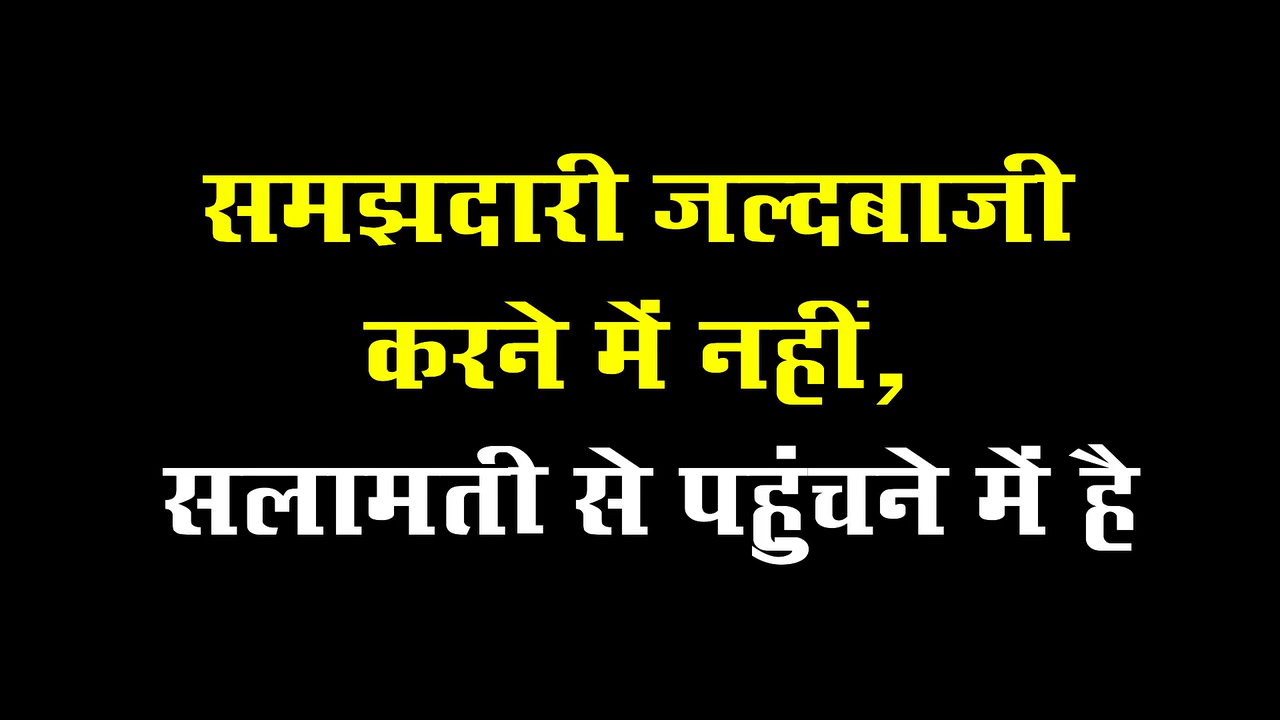 समझदारी जल्दबाजी
करने में नहीं,
सलामती से पहुंचने में है